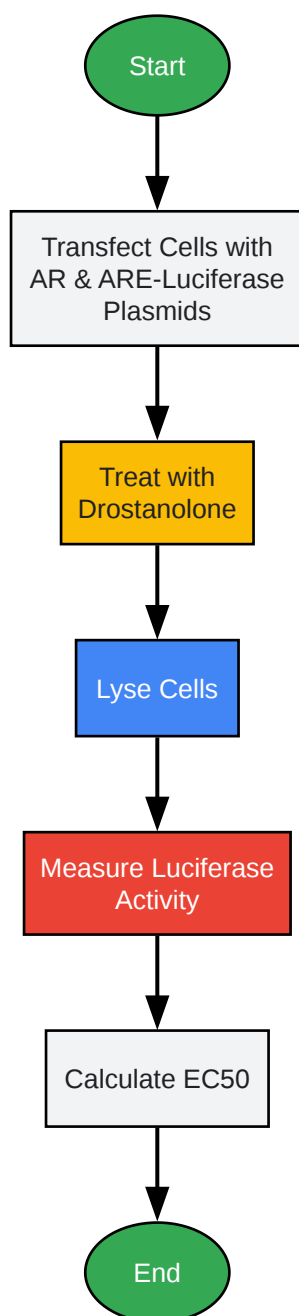 Start
Transfect Cells with
AR & ARE-Luciferase
Plasmids
Treat with
Drostanolone
Lyse Cells
Measure Luciferase
Activity
Calculate EC50
End